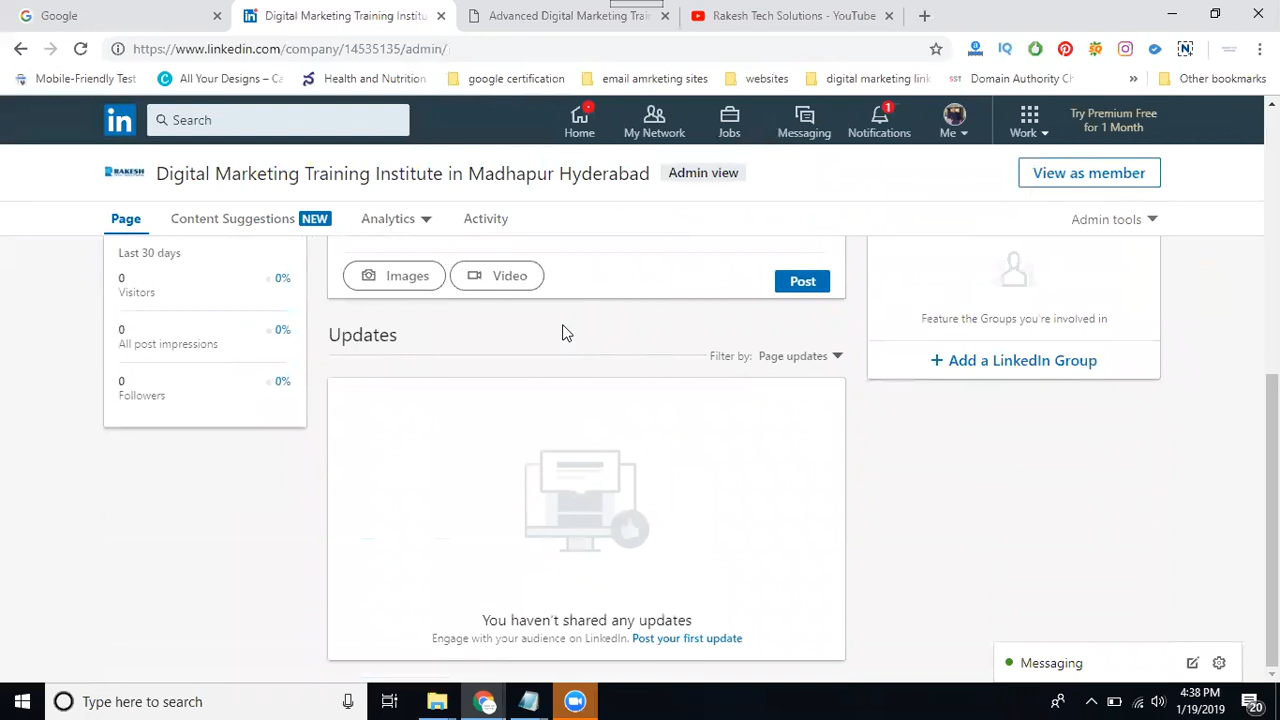 Google
Digital Marketing Training Institu
Advanced Digital Marketing Train
Rakesh Tech Solutions - YouTube
https://www.linkedin.com/company/14535135/admin/
Mobile-Friendly Test
All Your Designs – Ca
Health and Nutrition
google certification
email amrketing sites
websites
digital marketing link
SST Domain Authority Ch
»
Other bookmarks
in
Search
Home
My Network
Jobs
Messaging
1
Notifications
Me
Work
Try Premium Free
for 1 Month
RAKESH
Digital Marketing Training Institute in Madhapur Hyderabad
Admin view
View as member
Page
Content Suggestions NEW
Analytics
Activity
Admin tools
Last 30 days
0 0%
Visitors
0 0%
All post impressions
0 0%
Followers
Images
Video
Post
Updates
Filter by: Page updates
You haven't shared any updates
Engage with your audience on LinkedIn. Post your first update
Feature the Groups you're involved in
+ Add a LinkedIn Group
Messaging
Type here to search
4:38 PM
1/19/2019
20